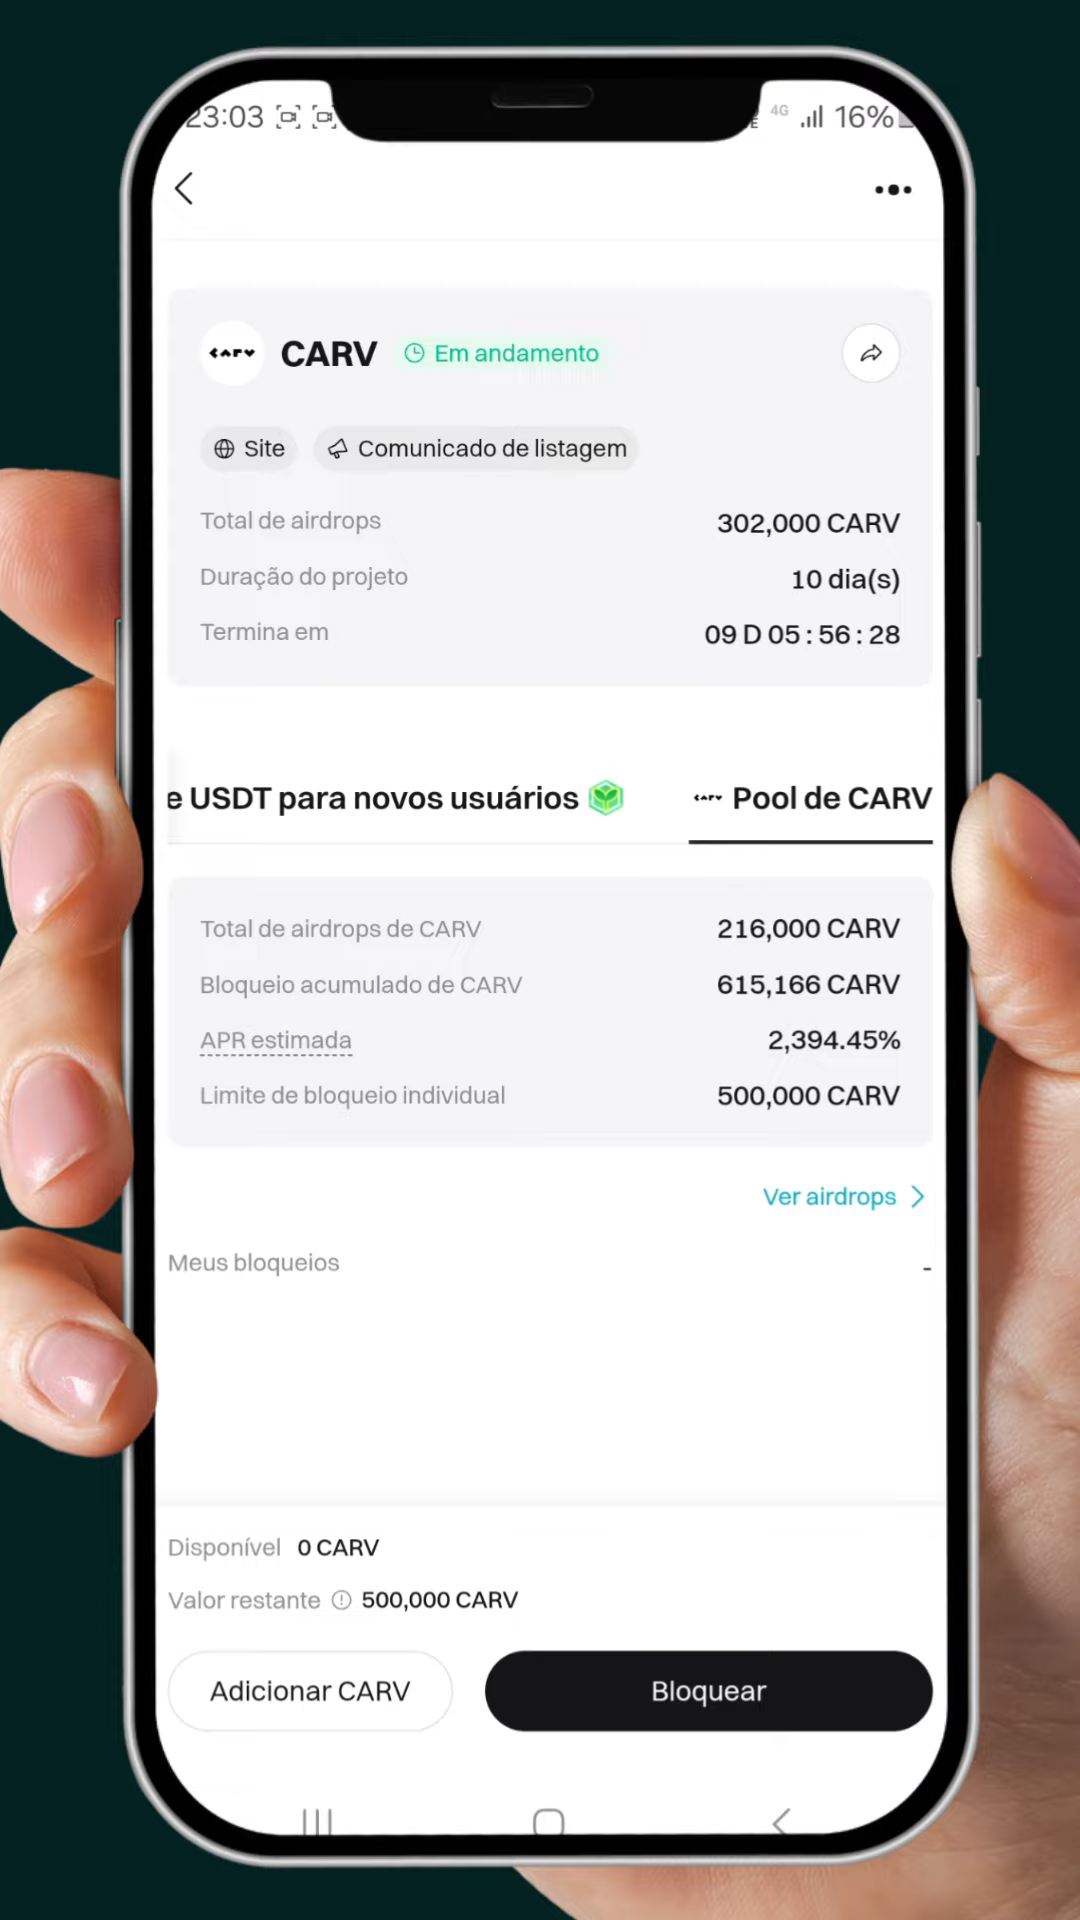 23:03 4G 16%
CARV Em andamento
Site Comunicado de listagem
Total de airdrops 302,000 CARV
Duração do projeto 10 dia(s)
Termina em 09 D 05 : 56 : 28
e USDT para novos usuários CARV Pool de CARV
Total de airdrops de CARV 216,000 CARV
Bloqueio acumulado de CARV 615,166 CARV
APR estimada 2,394.45%
Limite de bloqueio individual 500,000 CARV
Ver airdrops
Meus bloqueios -
Disponível 0 CARV
Valor restante 500,000 CARV
Adicionar CARV Bloquear